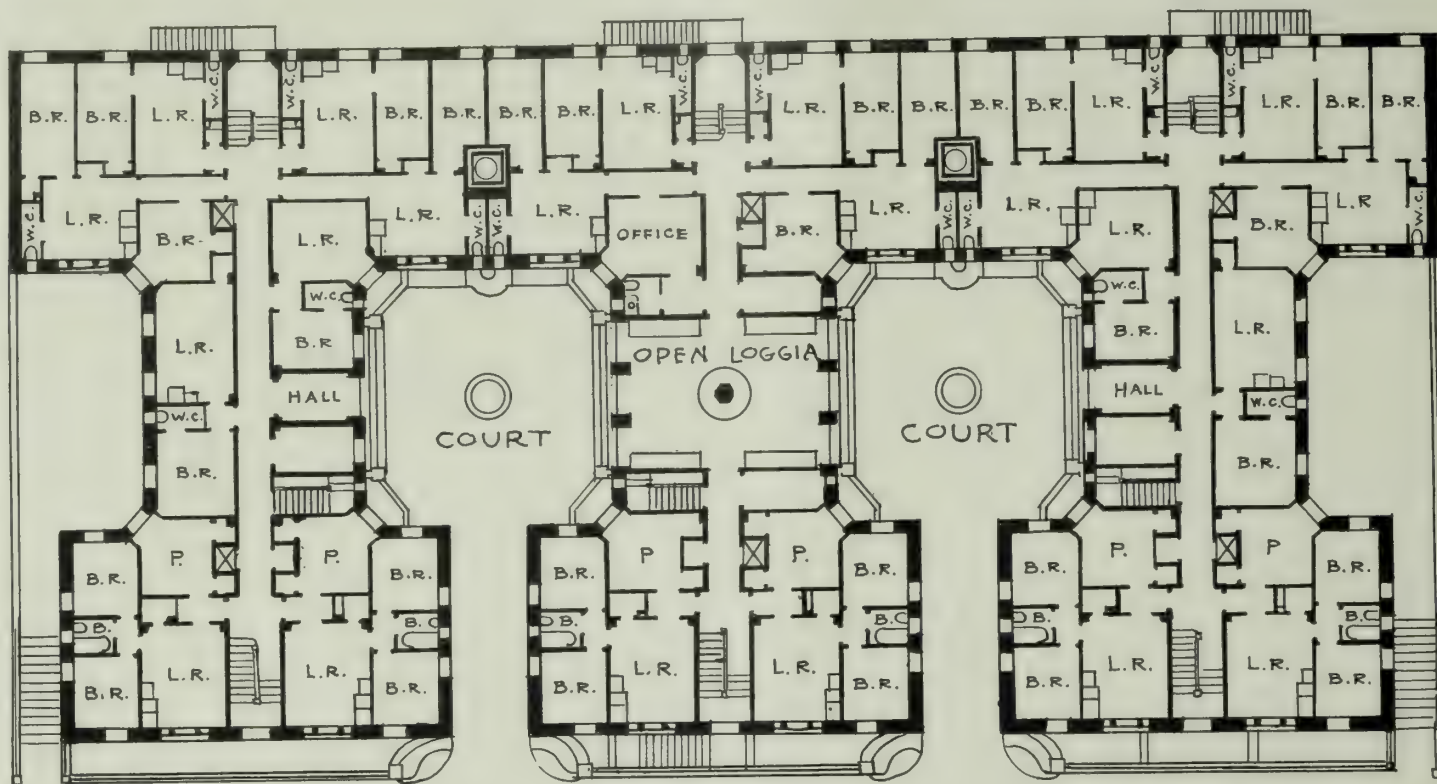 W.C. W.C. W.C. W.C. W.C. W.C.
B.R. B.R. L.R. L.R. B.R. B.R. B.R. B.R. L.R. L.R. B.R. B.R. B.R. B.R. L.R. L.R. B.R. B.R.
W.C. L.R. B.R. L.R. L.R. W.C. W.C. L.R. OFFICE B.R. L.R. W.C. W.C. L.R. L.R. B.R. L.R W.C.
W.C. W.C.
L.R. B.R OPEN LOGGIA B.R. L.R.
HALL HALL
W.C. W.C.
COURT COURT
B.R. B.R.
P. P. P P. P. P
B.R. B.R. B.R. B.R. B.R. B.R.
B. B. B. B. B. B.
B.R. L.R. L.R. B.R. B.R. L.R. L.R. B.R. B.R. L.R. L.R. B.R.